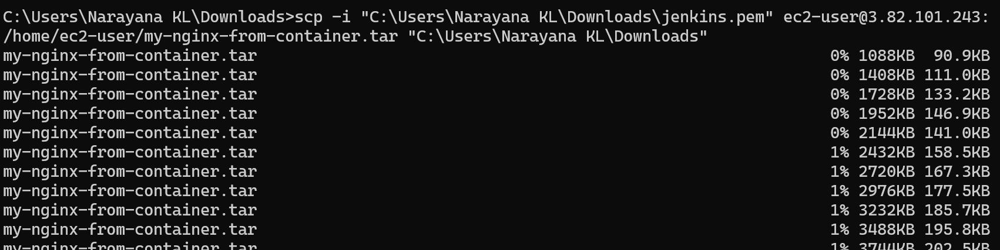 C:\Users\Narayana KL\Downloads>scp -i "C:\Users\Narayana KL\Downloads\jenkins.pem" ec2-user@3.82.101.243:
/home/ec2-user/my-nginx-from-container.tar "C:\Users\Narayana KL\Downloads"
my-nginx-from-container.tar 0% 1088KB 90.9KB
my-nginx-from-container.tar 0% 1408KB 111.0KB
my-nginx-from-container.tar 0% 1728KB 133.2KB
my-nginx-from-container.tar 0% 1952KB 146.9KB
my-nginx-from-container.tar 0% 2144KB 141.0KB
my-nginx-from-container.tar 1% 2432KB 158.5KB
my-nginx-from-container.tar 1% 2720KB 167.3KB
my-nginx-from-container.tar 1% 2976KB 177.5KB
my-nginx-from-container.tar 1% 3232KB 185.7KB
my-nginx-from-container.tar 1% 3488KB 195.8KB
my-nginx-from-container.tar 1% 3744KB 202.5KB